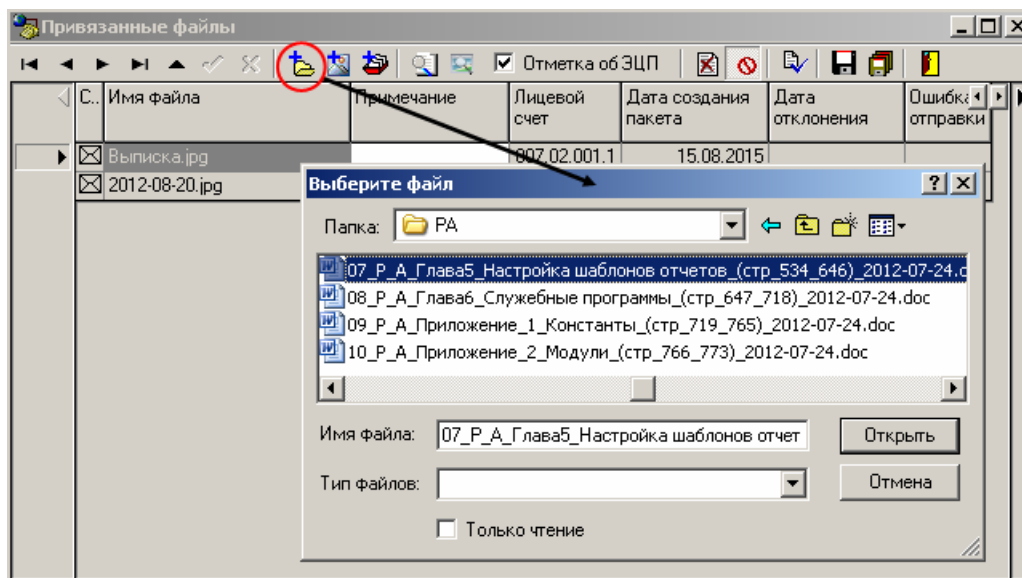 Привязанные файлы
Отметка об ЭЦП
С.. Имя файла Примечание Лицевой счет Дата создания пакета Дата отклонения Ошибка отправки
Выписка.jpg 007.02.001.1 15.08.2015
2012-08-20.jpg
Выберите файл
Папка: РА
07_Р_А_Глава5_Настройка шаблонов отчетов_(стр_534_646)_2012-07-24.d
08_Р_А_Глава6_Служебные программы_(стр_647_718)_2012-07-24.doc
09_Р_А_Приложение_1_Константы_(стр_719_765)_2012-07-24.doc
10_Р_А_Приложение_2_Модули_(стр_766_773)_2012-07-24.doc
Имя файла: 07_Р_А_Глава5_Настройка шаблонов отчет Открыть
Тип файлов: Отмена
Только чтение